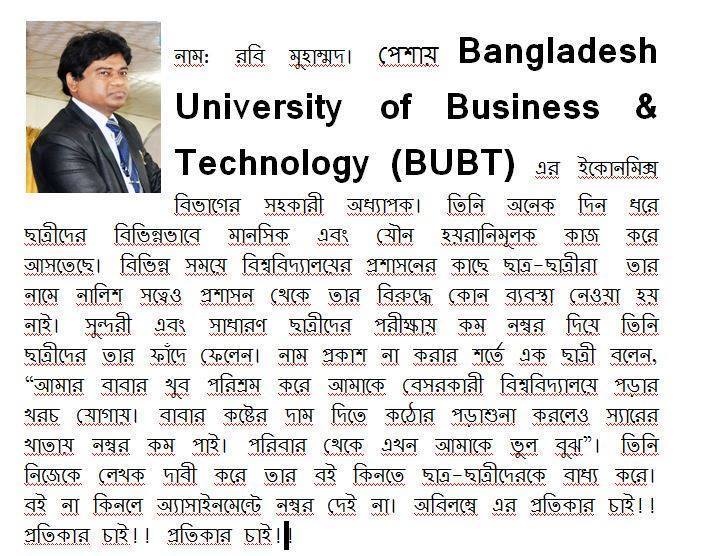 নাম: রবি মুহাম্মদ। পেশায় Bangladesh
University of Business &
Technology (BUBT) এর ইকোনমিক্স
বিভাগের সহকারী অধ্যাপক। তিনি অনেক দিন ধরে
ছাত্রীদের বিভিন্নভাবে মানসিক এবং যৌন হয়রানিমূলক কাজ করে
আসতেছে। বিভিন্ন সময়ে বিশ্ববিদ্যালয়ের প্রশাসনের কাছে ছাত্র-ছাত্রীরা তার
নামে নালিশ সত্বেও প্রশাসন থেকে তার বিরুদ্ধে কোন ব্যবস্থা নেওয়া হয়
নাই। সুন্দরী এবং সাধারণ ছাত্রীদের পরীক্ষায় কম নম্বর দিয়ে তিনি
ছাত্রীদের তার ফাঁদে ফেলেন। নাম প্রকাশ না করার শর্তে এক ছাত্রী বলেন,
“আমার বাবার খুব পরিশ্রম করে আমাকে বেসরকারী বিশ্ববিদ্যালয়ে পড়ার
খরচ যোগায়। বাবার কষ্টের দাম দিতে কঠোর পড়াশুনা করলেও স্যারের
খাতায় নম্বর কম পাই। পরিবার থেকে এখন আমাকে ভুল বুঝ”। তিনি
নিজেকে লেখক দাবী করে তার বই কিনতে ছাত্র-ছাত্রীদেরকে বাধ্য করে।
বই না কিনলে অ্যাসাইনমেন্টে নম্বর দেই না। অবিলম্বে এর প্রতিকার চাই!!
প্রতিকার চাই!! প্রতিকার চাই!!